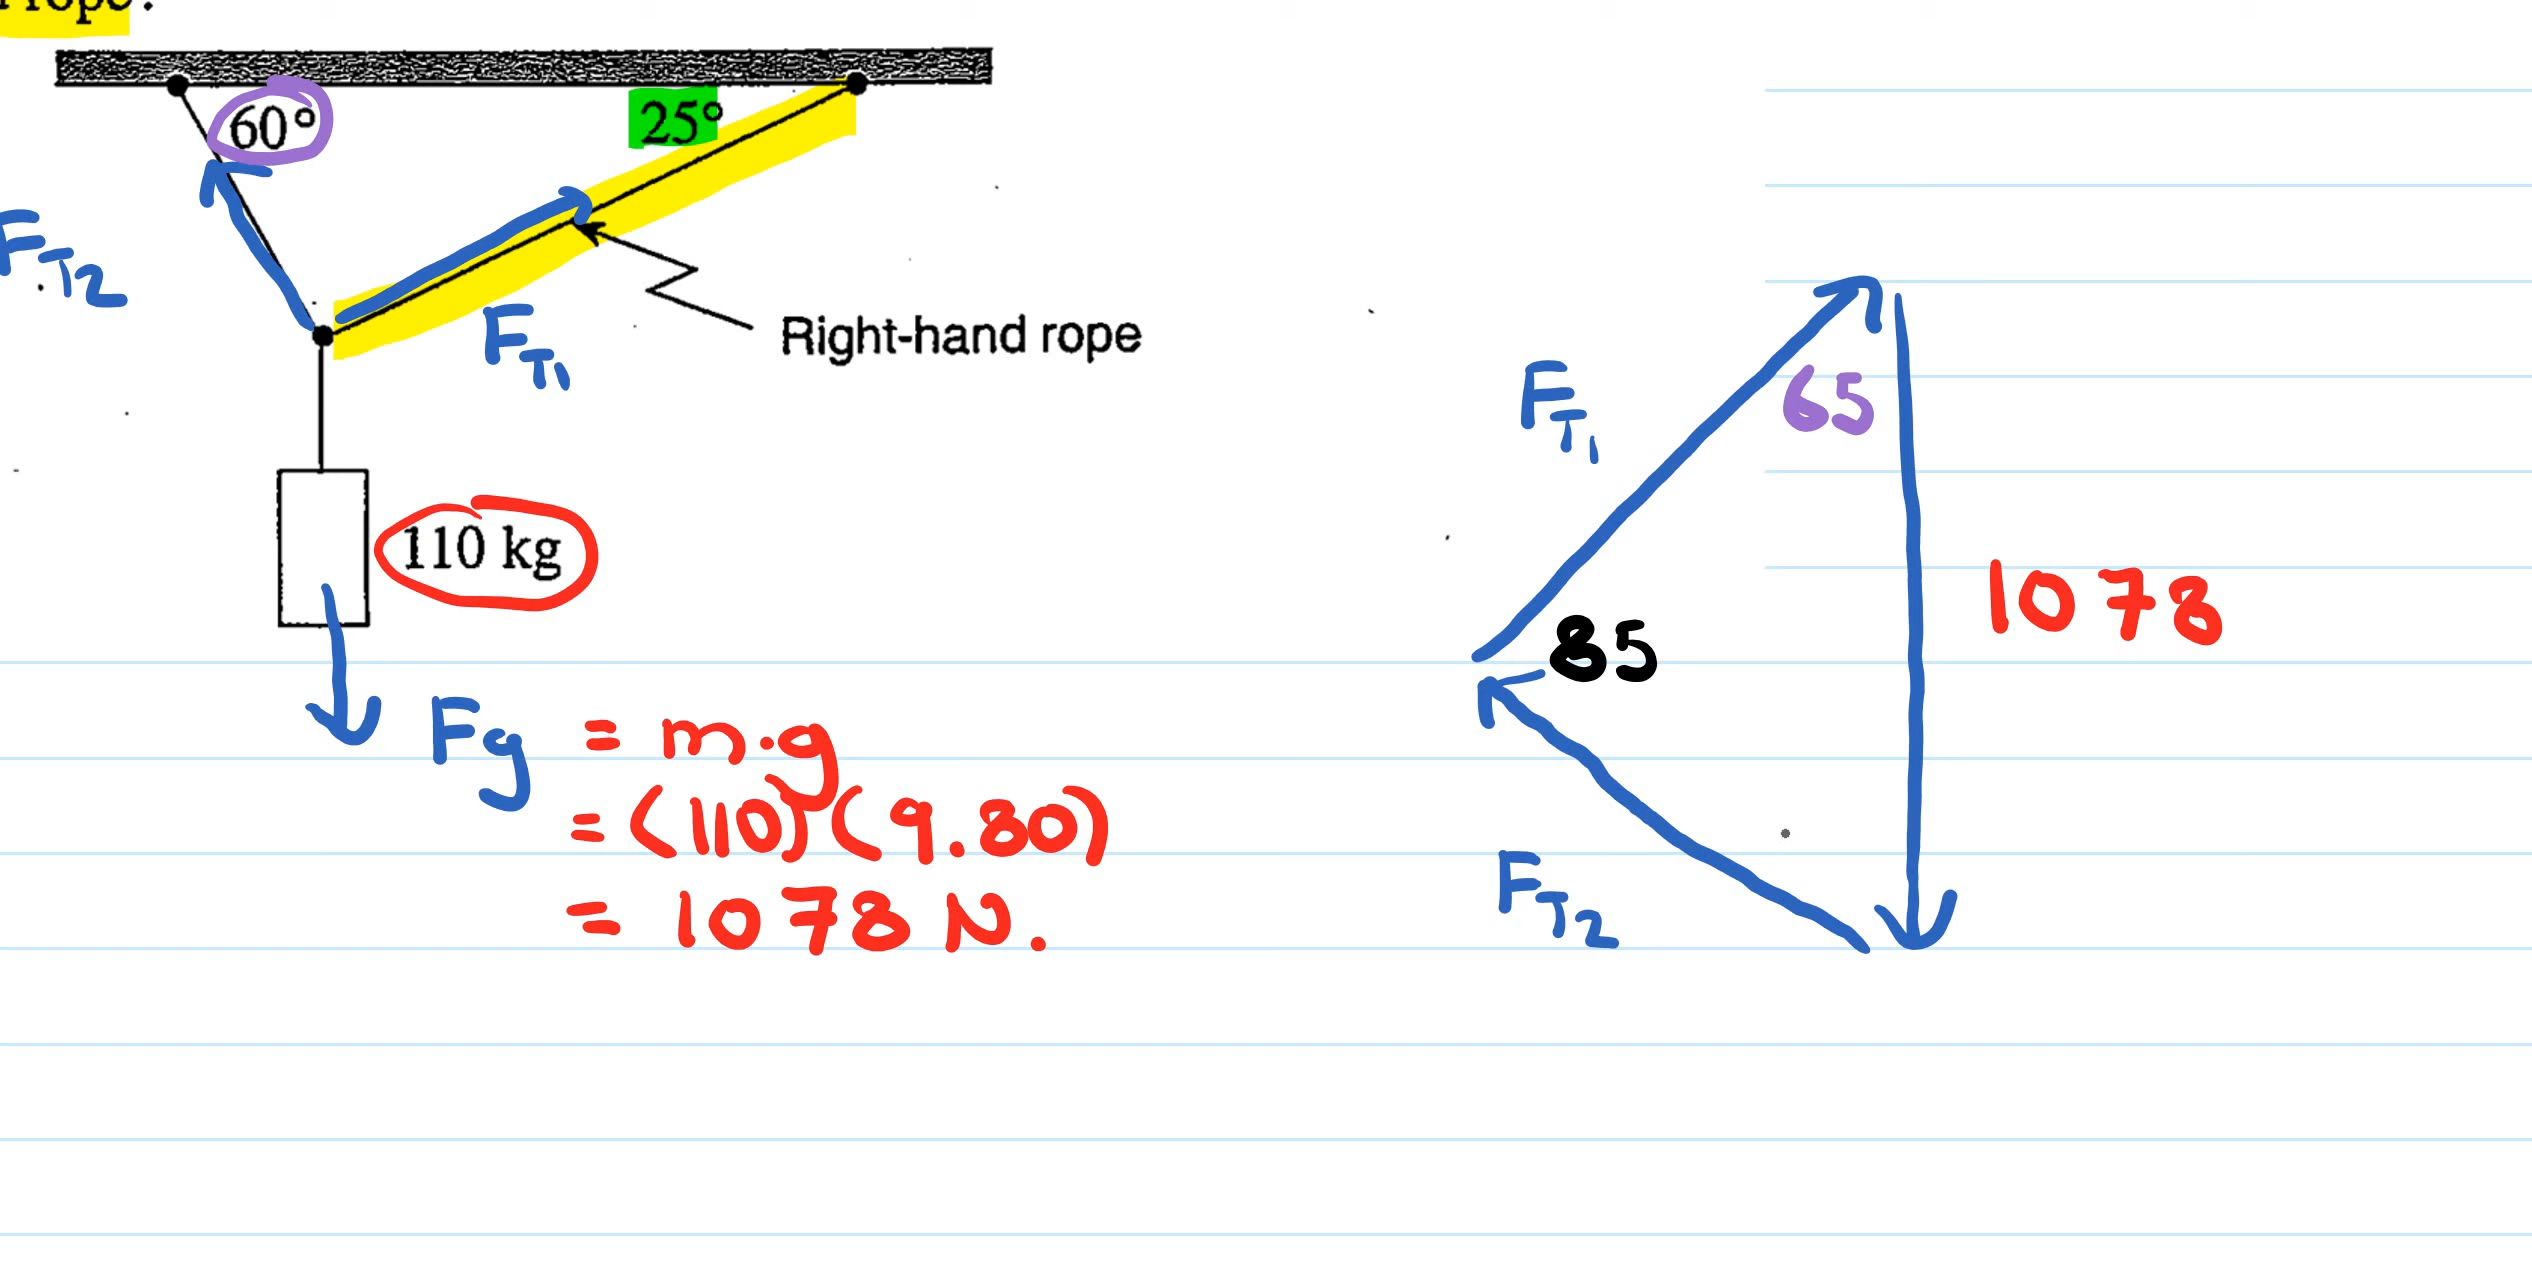 rope?
60°
25°
F_T2
F_T1
Right-hand rope
110 kg
Fg = m·g
= (110)(9.80)
= 1078 N.
F_T1
65
85
1078
F_T2